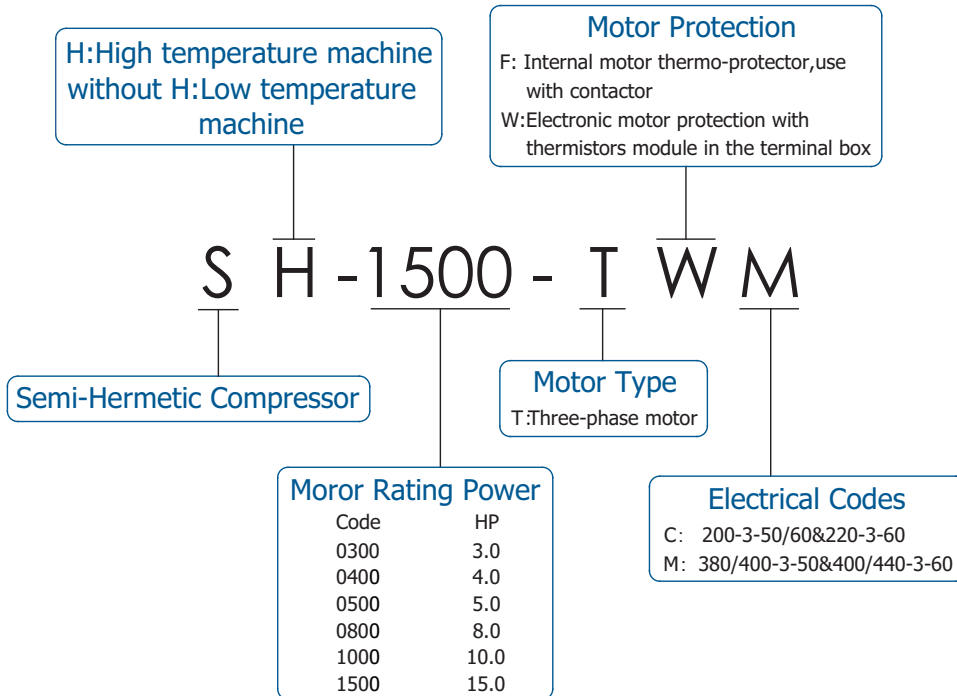 H:High temperature machine
without H:Low temperature
machine
Motor Protection
F: Internal motor thermo-protector,use
with contactor
W:Electronic motor protection with
thermistors module in the terminal box
S H -1500 - T W M
Semi-Hermetic Compressor
Motor Type
T:Three-phase motor
Moror Rating Power
Code HP
0300 3.0
0400 4.0
0500 5.0
0800 8.0
1000 10.0
1500 15.0
Electrical Codes
C: 200-3-50/60&220-3-60
M: 380/400-3-50&400/440-3-60